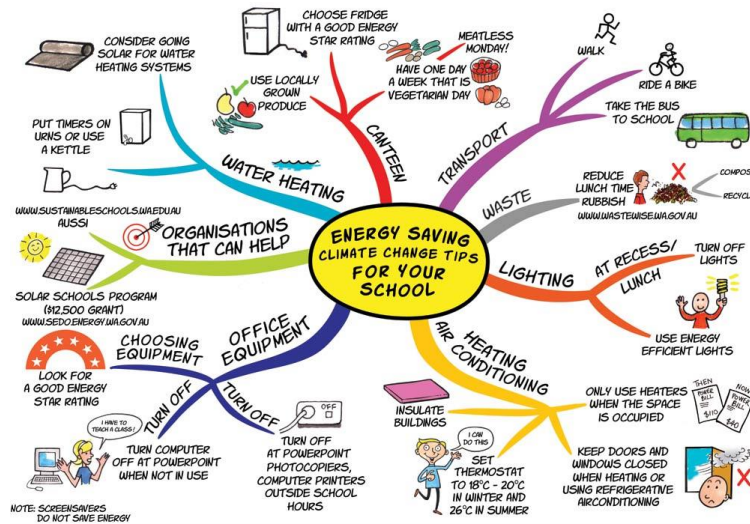 ENERGY SAVING
CLIMATE CHANGE TIPS
FOR YOUR
SCHOOL
CANTEEN
CHOOSE FRIDGE
WITH A GOOD ENERGY
STAR RATING
USE LOCALLY
GROWN
PRODUCE
MEATLESS
MONDAY!
HAVE ONE DAY
A WEEK THAT IS
VEGETARIAN DAY
TRANSPORT
WALK
RIDE A BIKE
TAKE THE BUS
TO SCHOOL
WASTE
REDUCE
LUNCH TIME
RUBBISH
WWW.WASTEWISE.WA.GOV.AU
COMPOS
RECYCL
LIGHTING
AT RECESS/
LUNCH
TURN OFF
LIGHTS
USE ENERGY
EFFICIENT LIGHTS
HEATING
AIR CONDITIONING
ONLY USE HEATERS
WHEN THE SPACE
IS OCCUPIED
THEN
POWER
BILL
$110
NOW
POWER
BILL
$40
KEEP DOORS AND
WINDOWS CLOSED
WHEN HEATING OR
USING REFRIGERATIVE
AIRCONDITIONING
INSULATE
BUILDINGS
I CAN
DO THIS
SET
THERMOSTAT
TO 18°C - 20°C
IN WINTER AND
26°C IN SUMMER
OFFICE
EQUIPMENT
TURN OFF
OFF
TURN OFF
AT POWERPOINT
PHOTOCOPIERS,
COMPUTER PRINTERS
OUTSIDE SCHOOL
HOURS
TURN OFF
I HAVE TO
TEACH A CLASS!
TURN COMPUTER
OFF AT POWERPOINT
WHEN NOT IN USE
NOTE: SCREENSAVERS
DO NOT SAVE ENERGY
CHOOSING
EQUIPMENT
LOOK FOR
A GOOD ENERGY
STAR RATING
ORGANISATIONS
THAT CAN HELP
WWW.SUSTAINABLESCHOOLS.WA.EDU.AU
AUSSI
SOLAR SCHOOLS PROGRAM
($12,500 GRANT)
WWW.SEDO.ENERGY.WA.GOV.AU
WATER HEATING
CONSIDER GOING
SOLAR FOR WATER
HEATING SYSTEMS
PUT TIMERS ON
URNS OR USE
A KETTLE